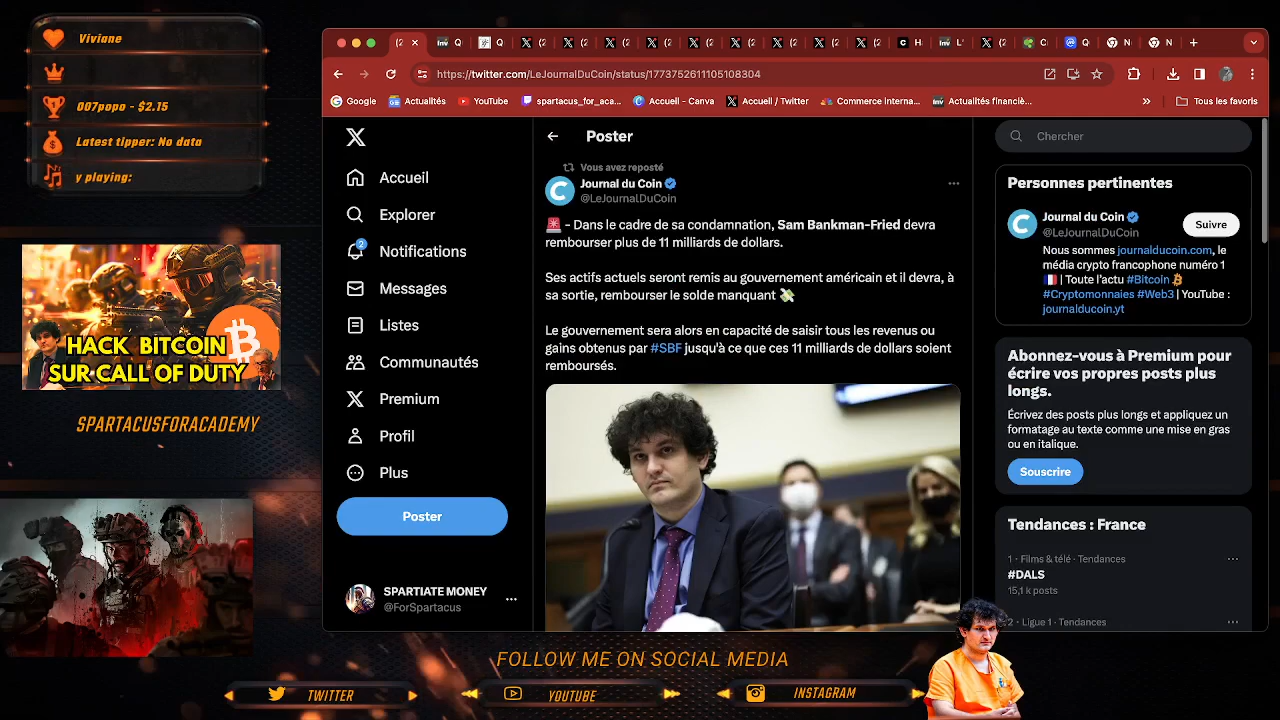 Viviane
007popo - $2.15
Latest tipper: No data
y playing:
HACK BITCOIN
SUR CALL OF DUTY
SPARTACUSFORACADEMY
https://twitter.com/LeJournalDuCoin/status/1773752611105108304
Google
Actualités
YouTube
spartacus_for_aca...
Accueil - Canva
Accueil / Twitter
Commerce interna...
Actualités financiè...
Tous les favoris
Accueil
Explorer
2
Notifications
Messages
Listes
Communautés
Premium
Profil
Plus
Poster
SPARTIATE MONEY
@ForSpartacus
Poster
Vous avez reposté
Journal du Coin
@LeJournalDuCoin
🚨 - Dans le cadre de sa condamnation, Sam Bankman-Fried devra
rembourser plus de 11 milliards de dollars.
Ses actifs actuels seront remis au gouvernement américain et il devra, à
sa sortie, rembourser le solde manquant 💸
Le gouvernement sera alors en capacité de saisir tous les revenus ou
gains obtenus par #SBF jusqu'à ce que ces 11 milliards de dollars soient
remboursés.
Chercher
Personnes pertinentes
Journal du Coin
@LeJournalDuCoin
Suivre
Nous sommes journalducoin.com, le
média crypto francophone numéro 1
🇫🇷 | Toute l'actu #Bitcoin
#Cryptomonnaies #Web3 | YouTube :
journalducoin.yt
Abonnez-vous à Premium pour
écrire vos propres posts plus
longs.
Écrivez des posts plus longs et appliquez un
formatage au texte comme une mise en gras
ou en italique.
Souscrire
Tendances : France
1 · Films & télé · Tendances
#DALS
15,1 k posts
2 · Ligue 1 · Tendances
FOLLOW ME ON SOCIAL MEDIA
TWITTER
YOUTUBE
INSTAGRAM